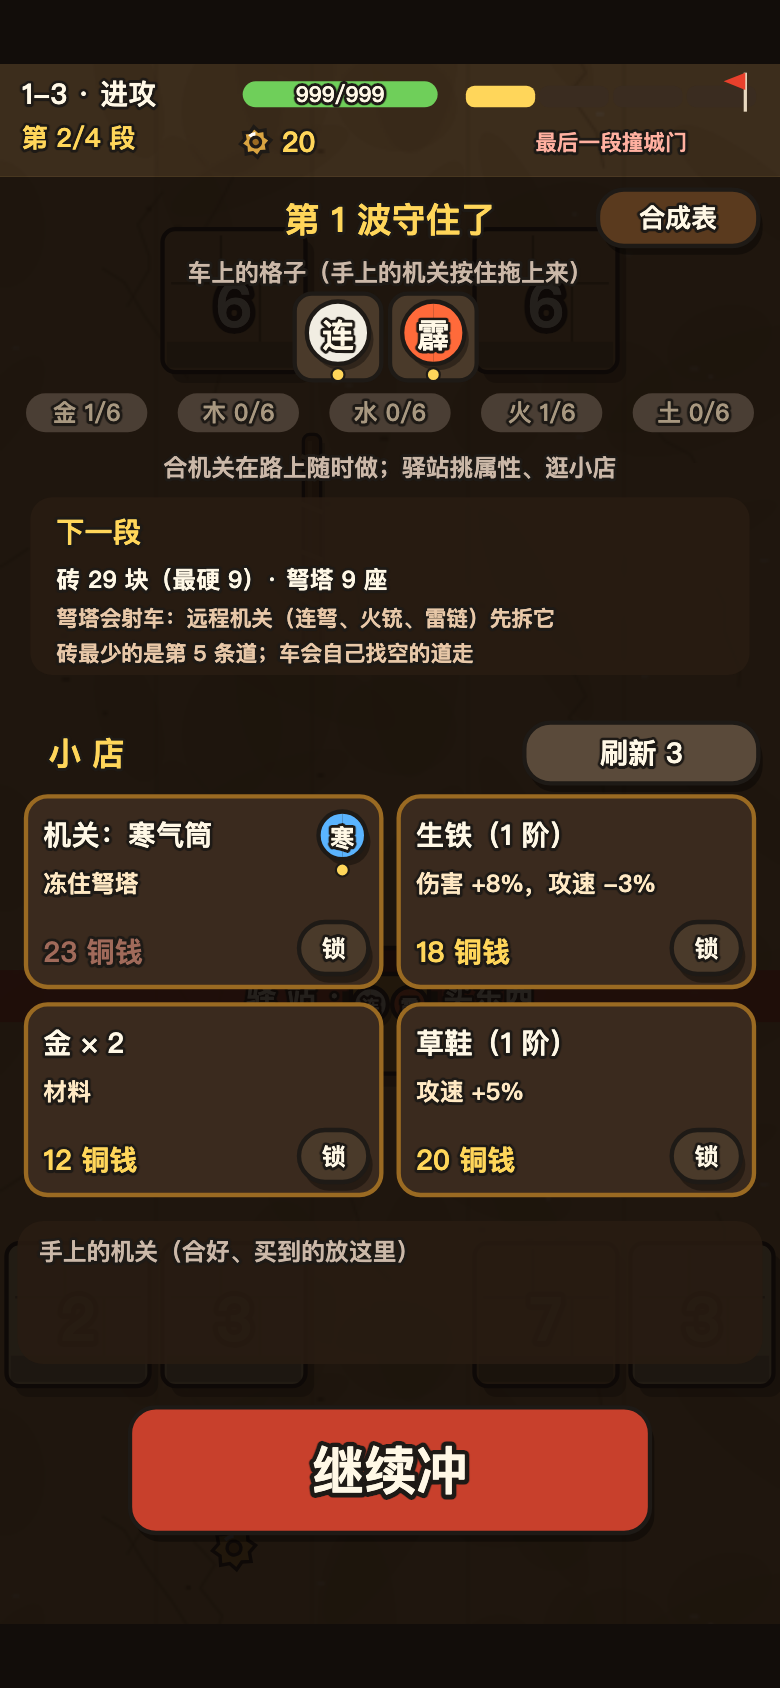 1–3 · 进攻
999/999
第 2/4 段
20
最后一段撞城门
第 1 波守住了
合成表
车上的格子（手上的机关按住拖上来）
6
6
连
霹
金 1/6
木 0/6
水 0/6
火 1/6
土 0/6
合机关在路上随时做；驿站挑属性、逛小店
下一段
砖 29 块（最硬 9）· 弩塔 9 座
弩塔会射车：远程机关（连弩、火铳、雷链）先拆它
砖最少的是第 5 条道；车会自己找空的道走
小 店
刷新 3
机关：寒气筒
寒
冻住弩塔
23 铜钱
锁
生铁（1 阶）
伤害 +8%，攻速 –3%
18 铜钱
锁
金 × 2
材料
12 铜钱
锁
草鞋（1 阶）
攻速 +5%
20 铜钱
锁
手上的机关（合好、买到的放这里）
2
3
7
3
继续冲